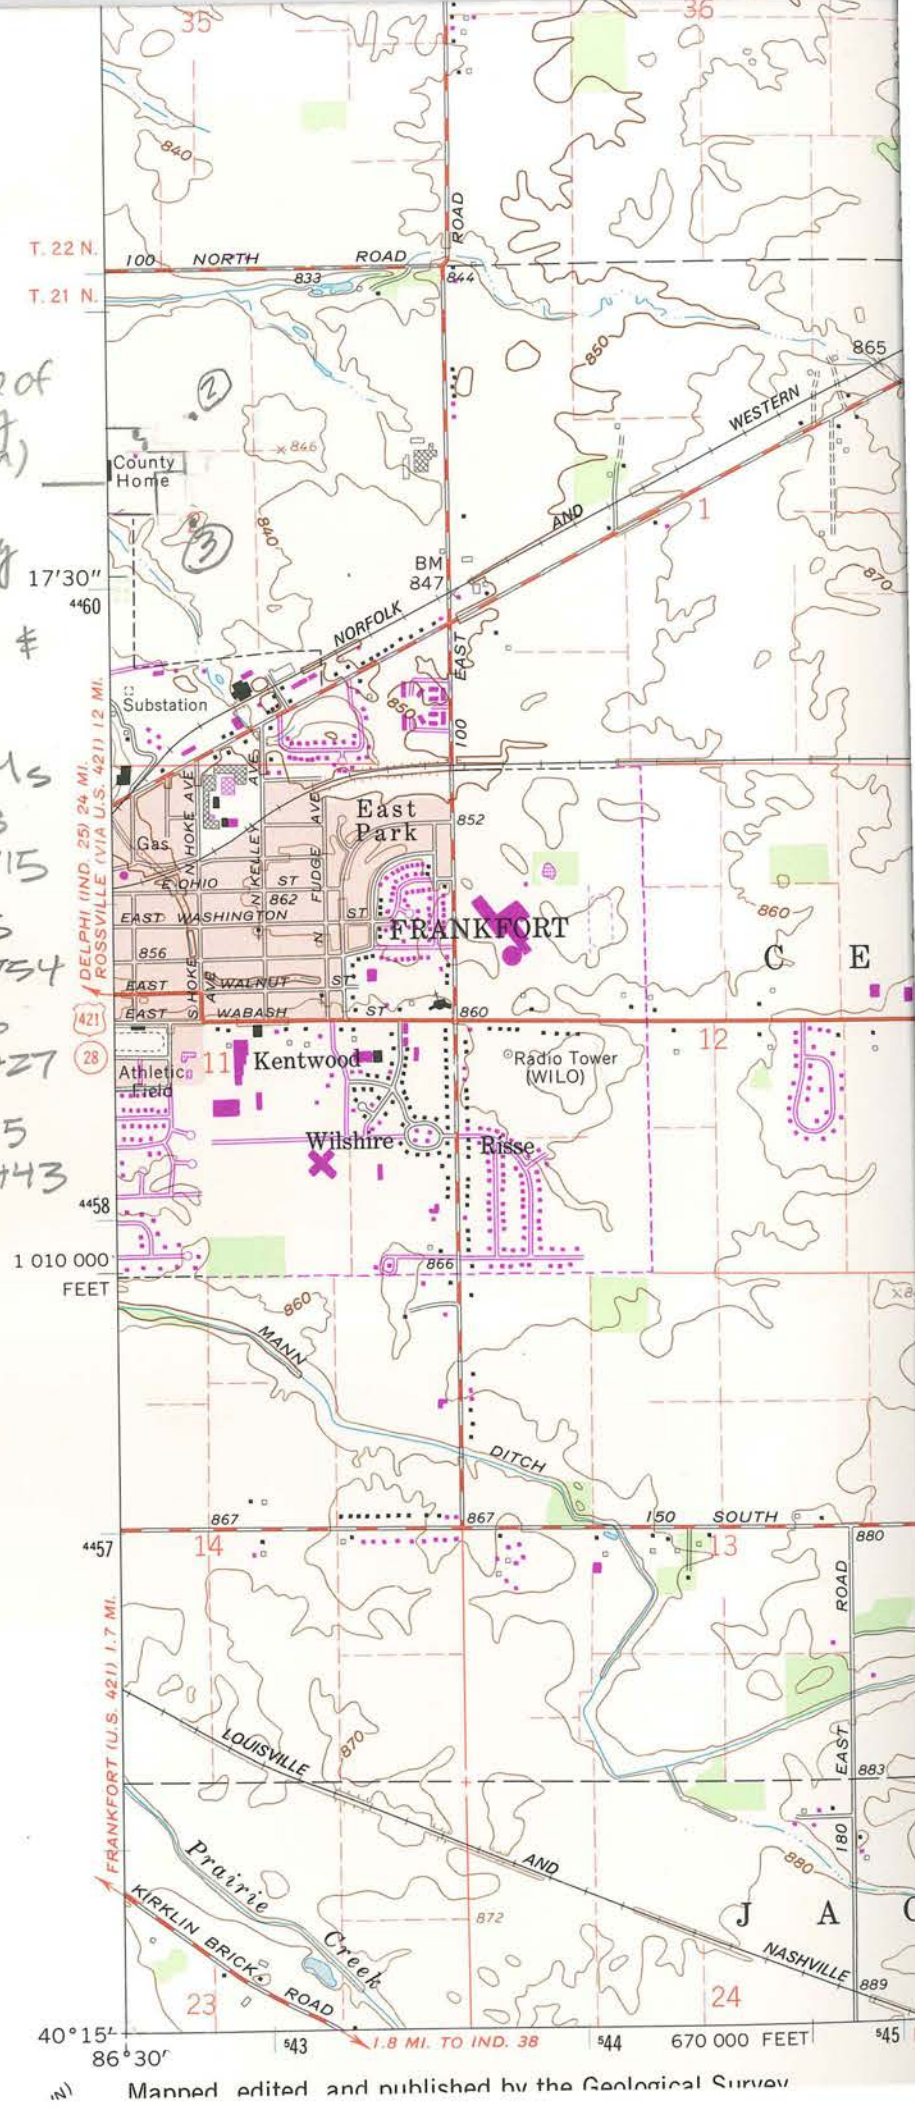 35
36
840
T. 22 N.
100 NORTH ROAD
ROAD
833
844
T. 21 N.
850
865
of
2
WESTERN
County
Home
846
3
840
AND
1
BM
847
870
17'30"
4460
NORFOLK
EAST
Substation
850
100
DELPHI (IND. 25) 24 MI.
ROSSVILLE (VIA U.S. 421) 12 MI.
N HOKE AVE
N KELLEY AVE
N FUDGE AVE
East
Park
852
Gas
15
E OHIO ST
862
860
EAST WASHINGTON ST
FRANKFORT
856
C E
54
EAST WALNUT ST
S HOKE AVE
421
EAST WABASH ST
860
28
11
Kentwood
12
Radio Tower
(WILO)
27
Athletic
Field
5
Wilshire
Risse
43
4458
1 010 000
FEET
866
860
MANN
DITCH
867
867
150 SOUTH
880
4457
14
13
ROAD
FRANKFORT (U.S. 421) 1.7 MI.
LOUISVILLE
870
EAST
883
180
AND
880
Prairie
Creek
KIRKLIN BRICK ROAD
872
J A C
NASHVILLE
889
23
24
40°15'
86°30'
543
1.8 MI. TO IND. 38
544
670 000 FEET
545
Mapped, edited, and published by the Geological Survey